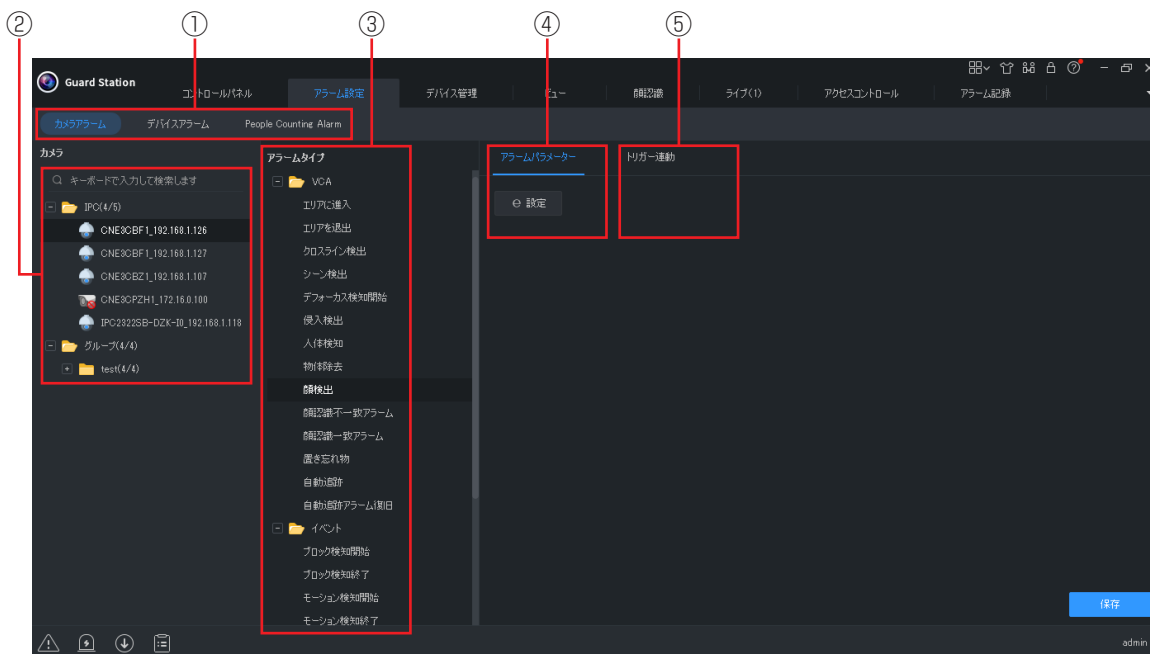 ② ① ③ ④ ⑤
Guard Station
コントロールパネル アラーム設定 デバイス管理 ビュー 顔認識 ライブ(1) アクセスコントロール アラーム記録
カメラアラーム デバイスアラーム People Counting Alarm
カメラ
キーボードで入力して検索します
IPC(4/5)
CNE3CBF1_192.168.1.126
CNE3CBF1_192.168.1.127
CNE3CBZ1_192.168.1.107
CNE3CPZH1_172.16.0.100
IPC2322SB-DZK-I0_192.168.1.118
グループ(4/4)
test(4/4)
アラームタイプ
VCA
エリアに進入
エリアを退出
クロスライン検出
シーン検出
デフォーカス検知開始
侵入検出
人体検知
物体除去
顔検出
顔認識不一致アラーム
顔認識一致アラーム
置き忘れ物
自動追跡
自動追跡アラーム復旧
イベント
ブロック検知開始
ブロック検知終了
モーション検知開始
モーション検知終了
アラームパラメーター トリガー連動
設定
保存
admin